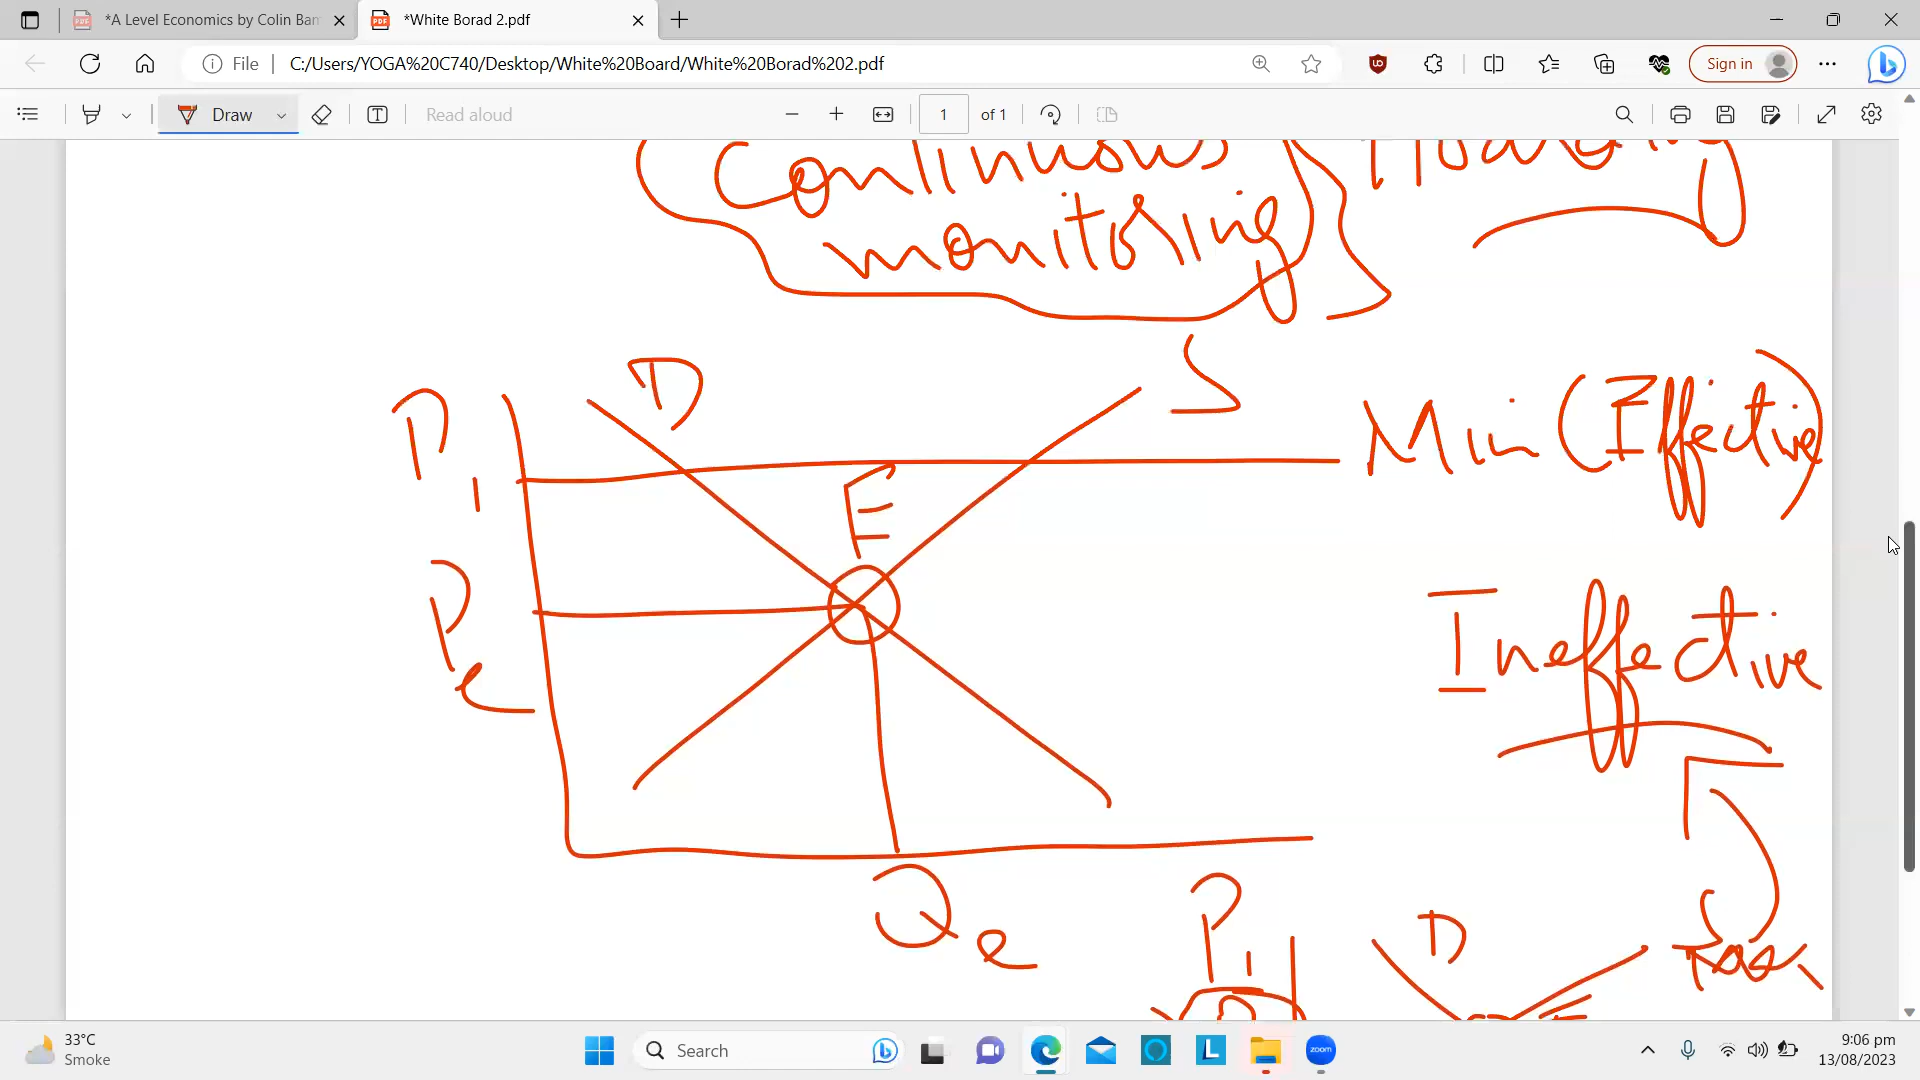 *A Level Economics by Colin Bam
*White Borad 2.pdf
File
C:/Users/YOGA%20C740/Desktop/White%20Board/White%20Borad%202.pdf
Sign in
Draw
Read aloud
1 of 1
Continuous
monitoring
D
S
P1
Min (Effective)
E
Pe
Ineffective
Qe
P1
D
33°C
Smoke
Search
zoom
9:06 pm
13/08/2023